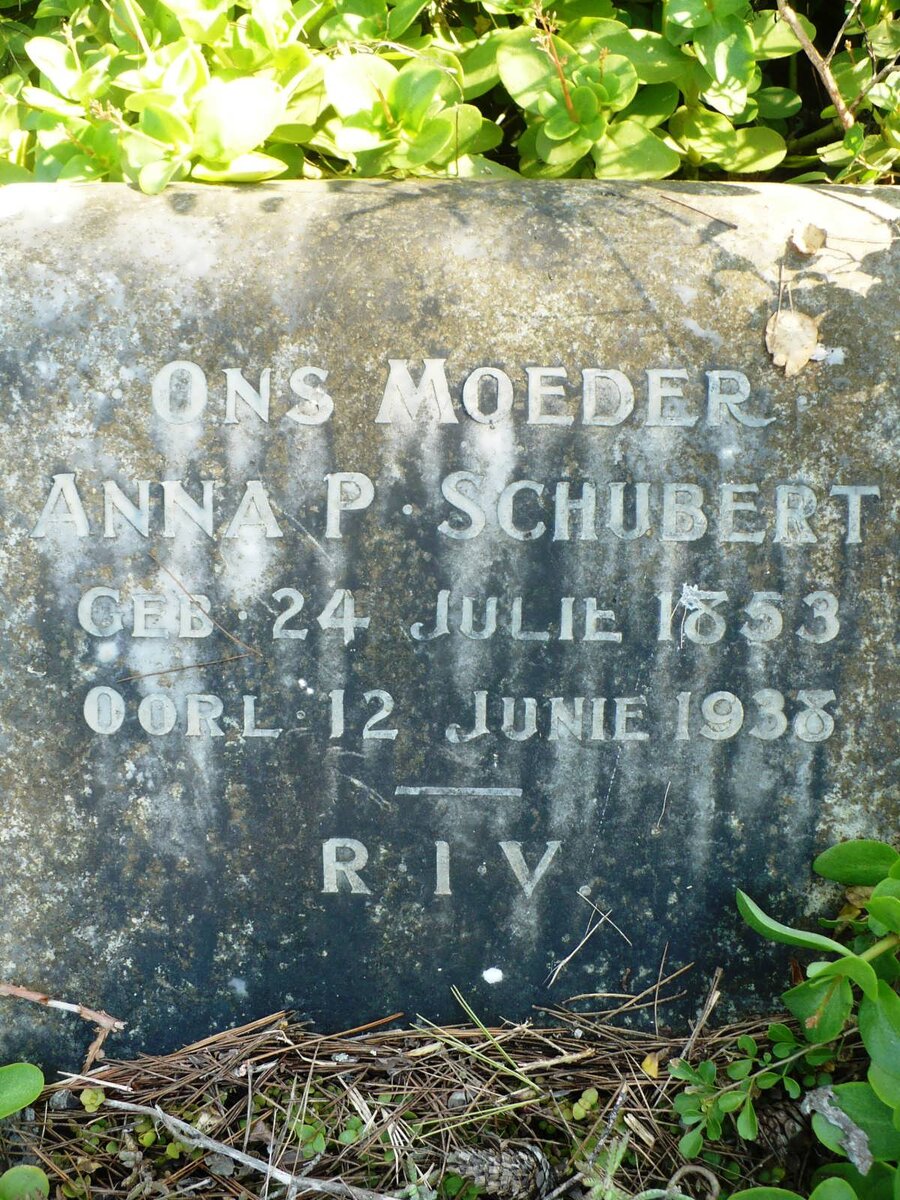 ONS MOEDER
ANNA P. SCHUBERT
GEB. 24 JULIE 1853
OORL. 12 JUNIE 1938
R. I. V